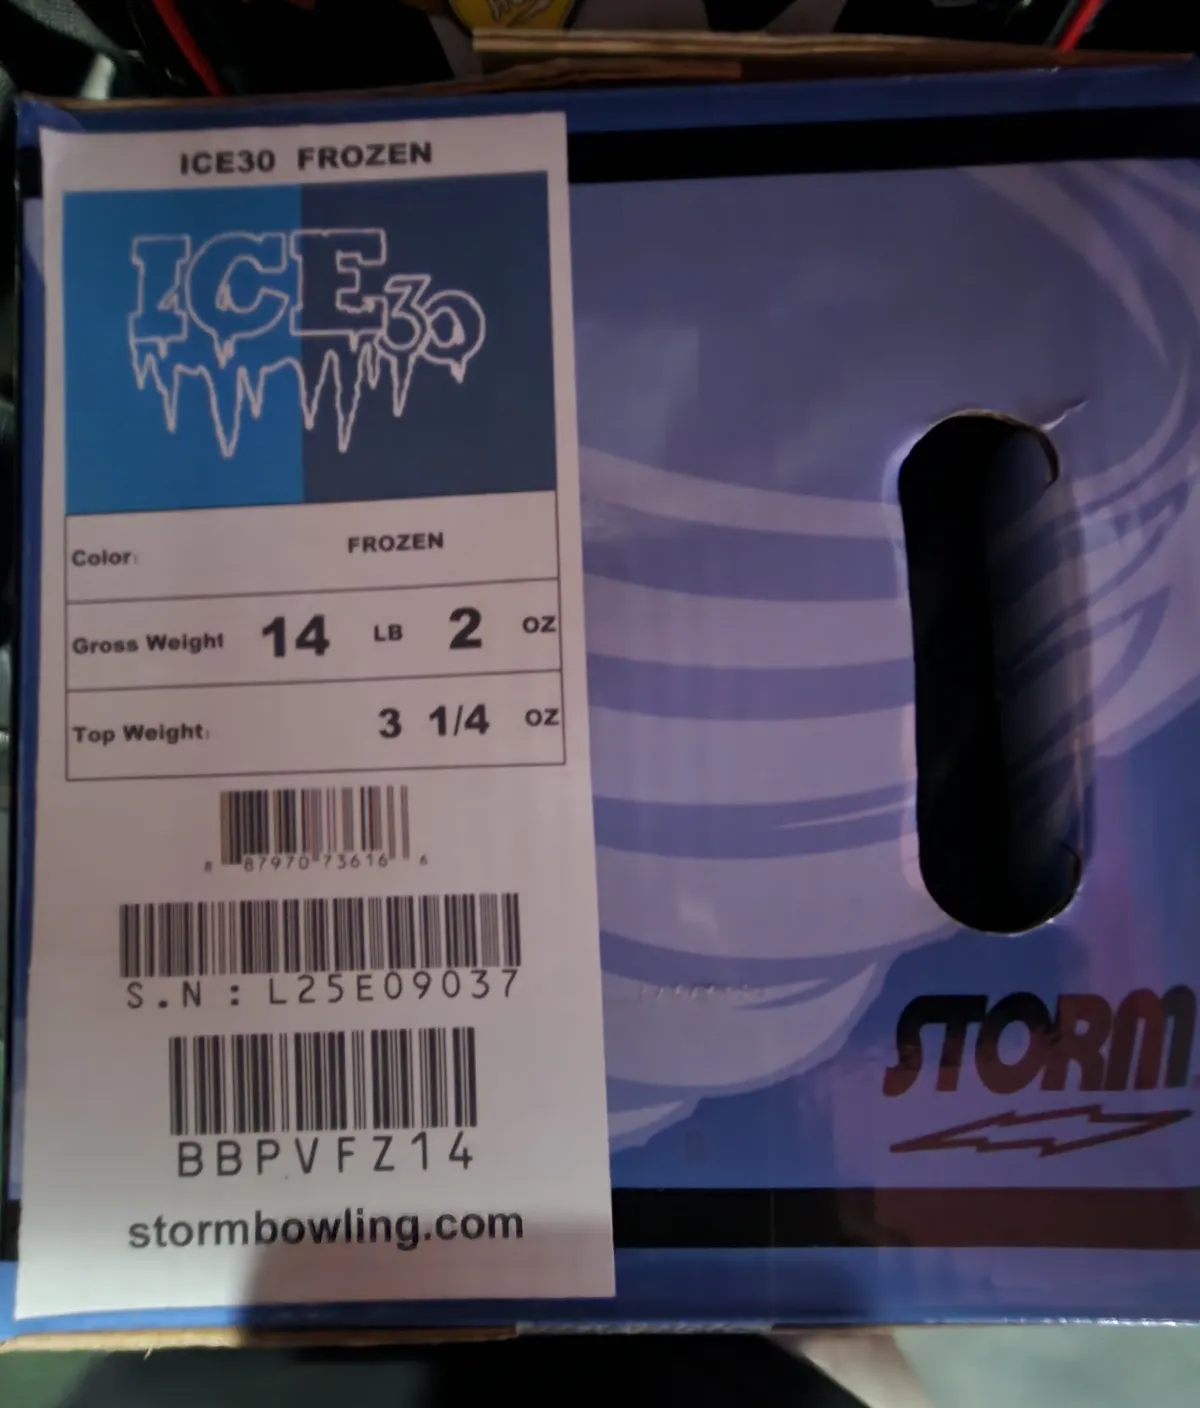 ICE30 FROZEN
ICE30
Color: FROZEN
Gross Weight 14 LB 2 OZ
Top Weight: 3 1/4 OZ
8 87970 73616 6
S.N : L25E09037
BBPVFZ14
stormbowling.com
STORM